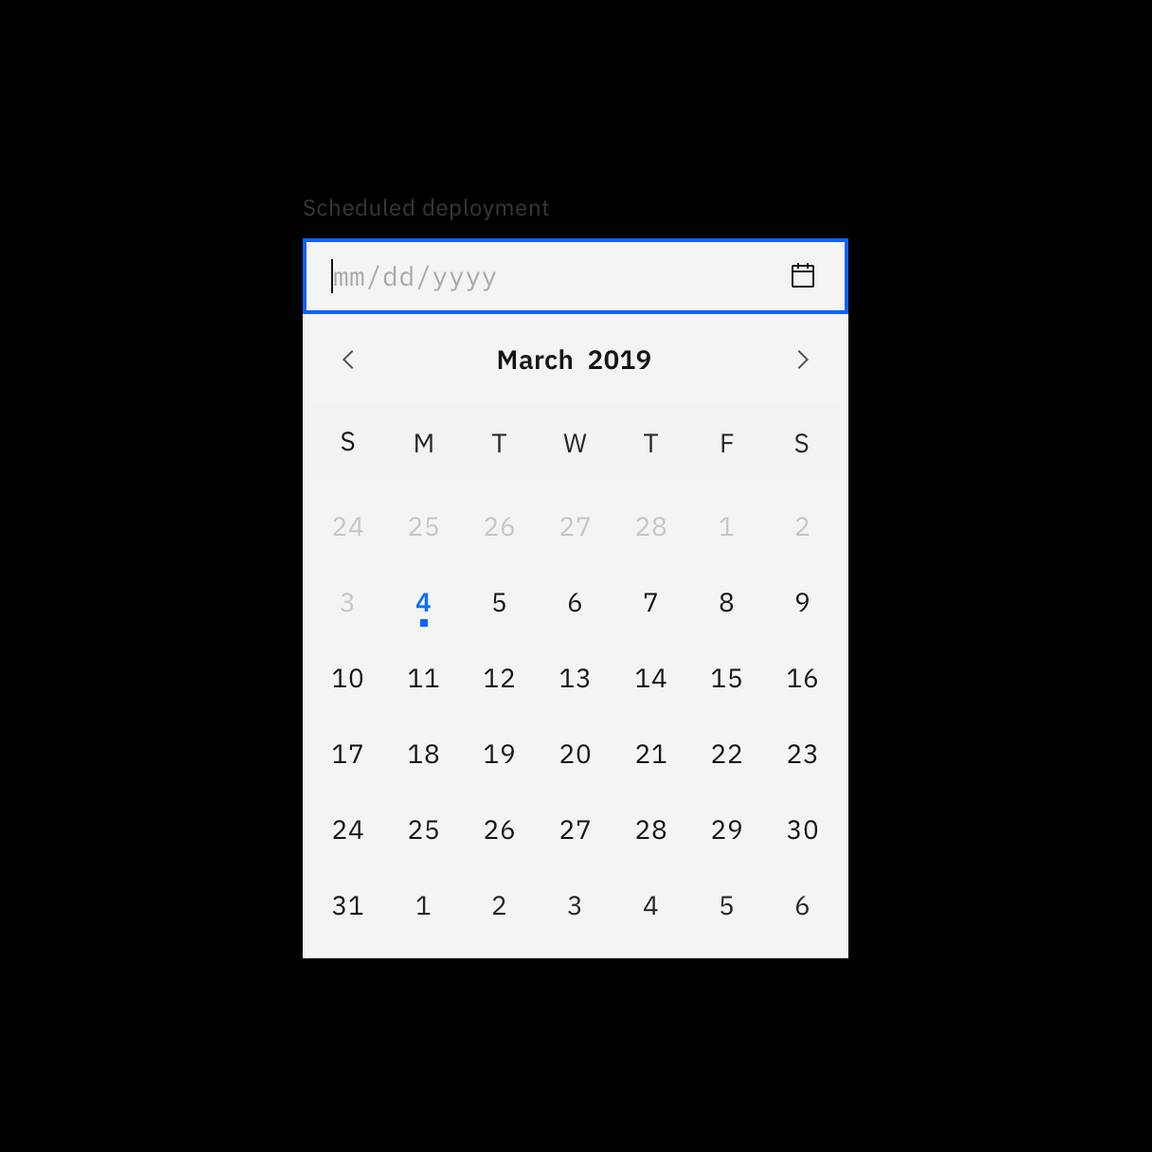 Scheduled deployment
mm/dd/yyyy
March 2019
S M T W T F S
24 25 26 27 28 1 2
3 4 5 6 7 8 9
10 11 12 13 14 15 16
17 18 19 20 21 22 23
24 25 26 27 28 29 30
31 1 2 3 4 5 6